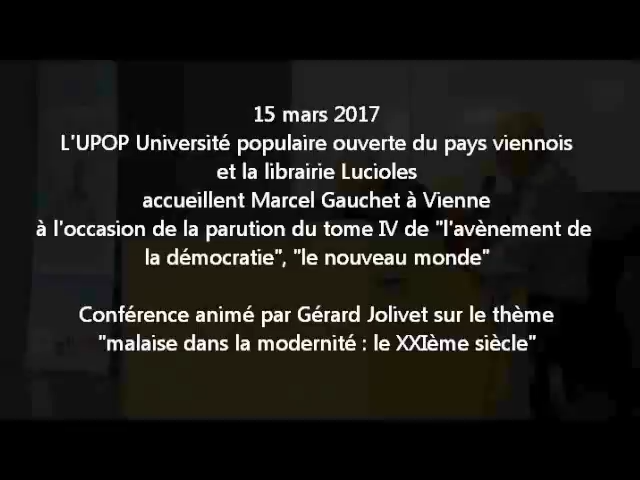 15 mars 2017
L'UPOP Université populaire ouverte du pays viennois
et la librairie Lucioles
accueillent Marcel Gauchet à Vienne
à l'occasion de la parution du tome IV de "l'avènement de
la démocratie", "le nouveau monde"
Conférence animé par Gérard Jolivet sur le thème
"malaise dans la modernité : le XXIème siècle"